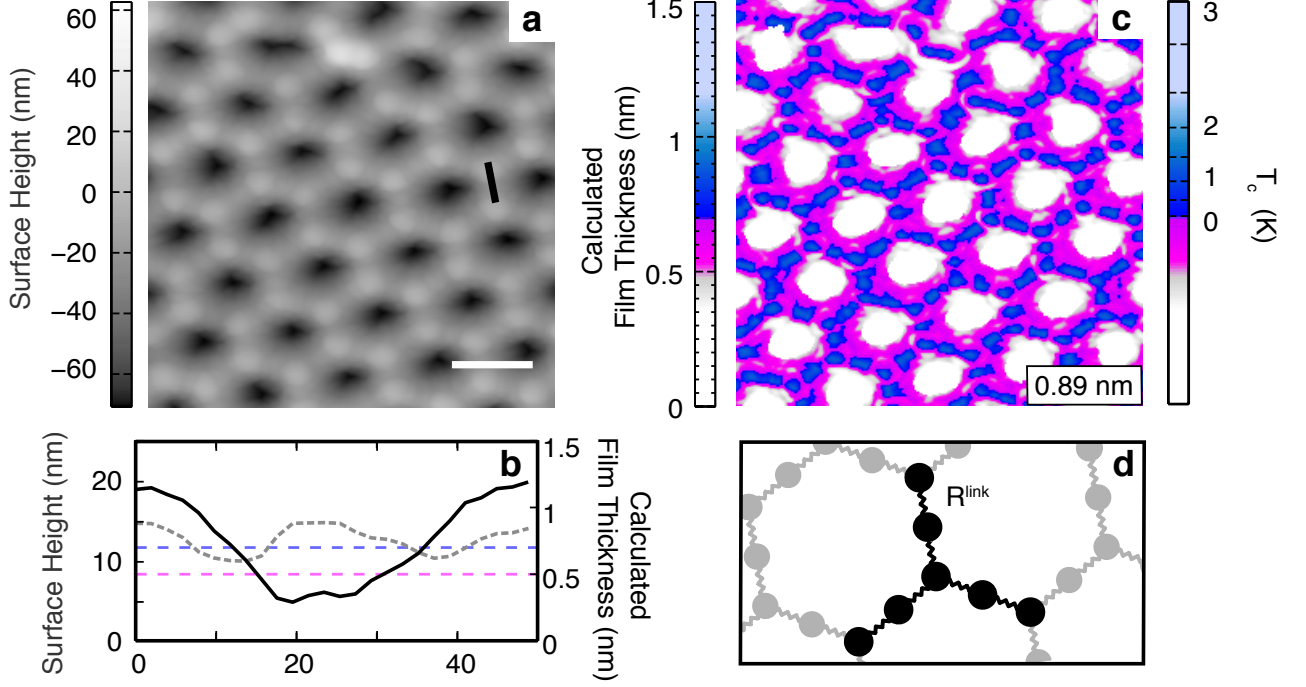 60
40
20
0
−20
−40
−60
Surface Height (nm)
a
1.5
1
0.5
0
Calculated
Film Thickness (nm)
c
0.89 nm
3
2
1
0
T_c (K)
Surface Height (nm)
20
10
0
b
1.5
1
0.5
0
Calculated
Film Thickness (nm)
0 20 40
d
R^link